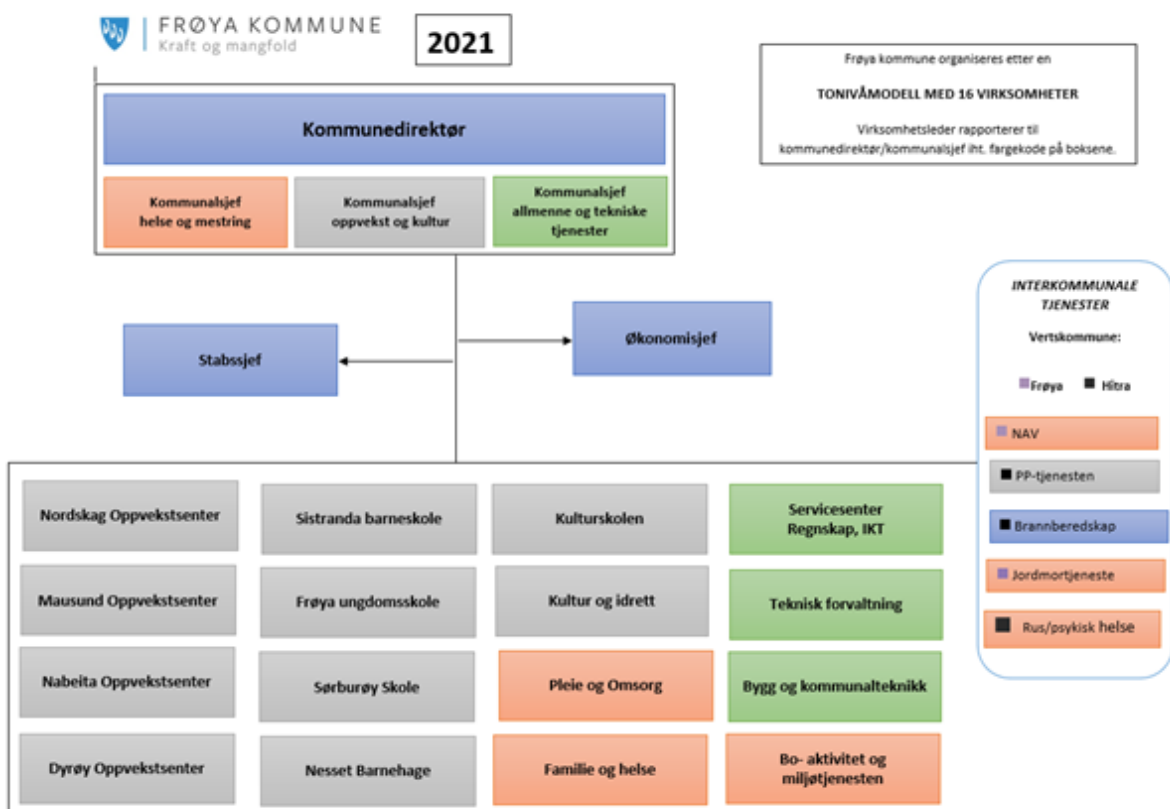 FRØYA KOMMUNE
Kraft og mangfold
2021
Frøya kommune organiseres etter en
TONIVÅMODELL MED 16 VIRKSOMHETER
Virksomhetsleder rapporterer til
kommunedirektør/kommunalsjef iht. fargekode på boksene.
Kommunedirektør
Kommunalsjef
helse og mestring
Kommunalsjef
oppvekst og kultur
Kommunalsjef
allmenne og tekniske
tjenester
Stabssjef
Økonomisjef
INTERKOMMUNALE
TJENESTER
Vertskommune:
Frøya
Hitra
NAV
PP-tjenesten
Brannberedskap
Jordmortjeneste
Rus/psykisk helse
Nordskag Oppvekstsenter
Sistranda barneskole
Kulturskolen
Servicesenter
Regnskap, IKT
Mausund Oppvekstsenter
Frøya ungdomsskole
Kultur og idrett
Teknisk forvaltning
Nabeita Oppvekstsenter
Sørburøy Skole
Pleie og Omsorg
Bygg og kommunalteknikk
Dyrøy Oppvekstsenter
Nesset Barnehage
Familie og helse
Bo- aktivitet og
miljøtjenesten